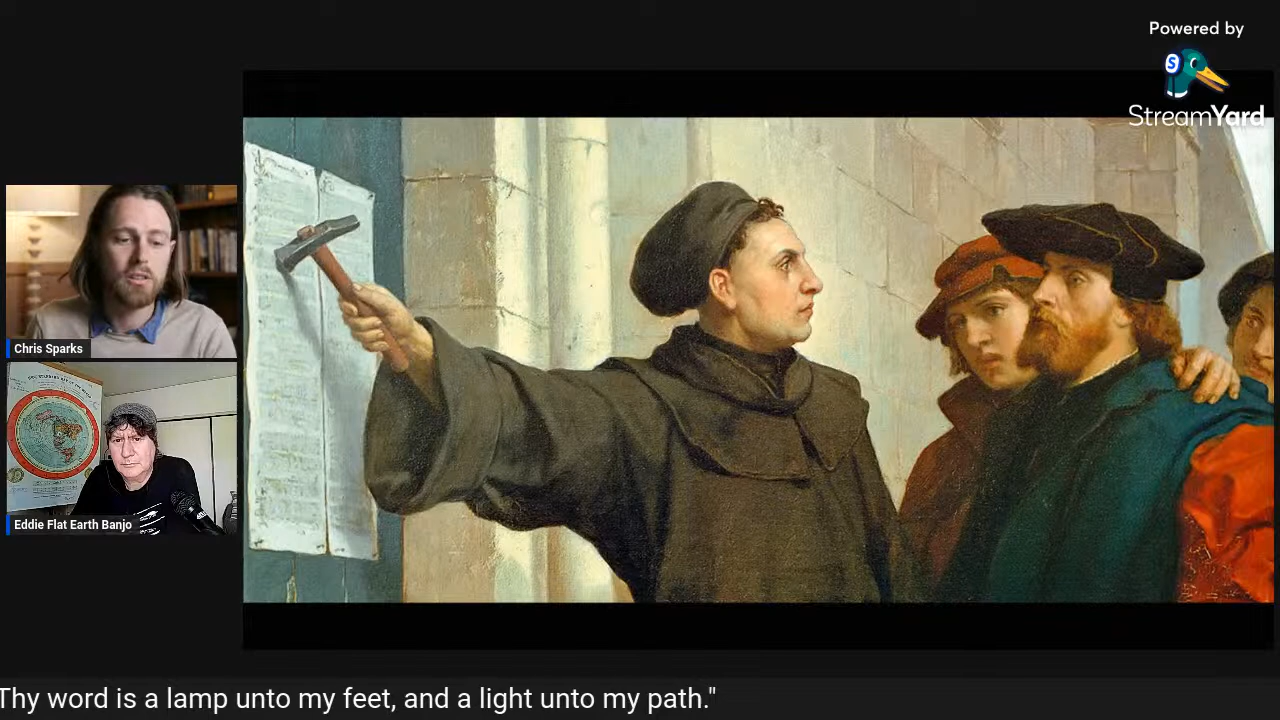 Powered by
S
StreamYard
Chris Sparks
Eddie Flat Earth Banjo
Thy word is a lamp unto my feet, and a light unto my path."